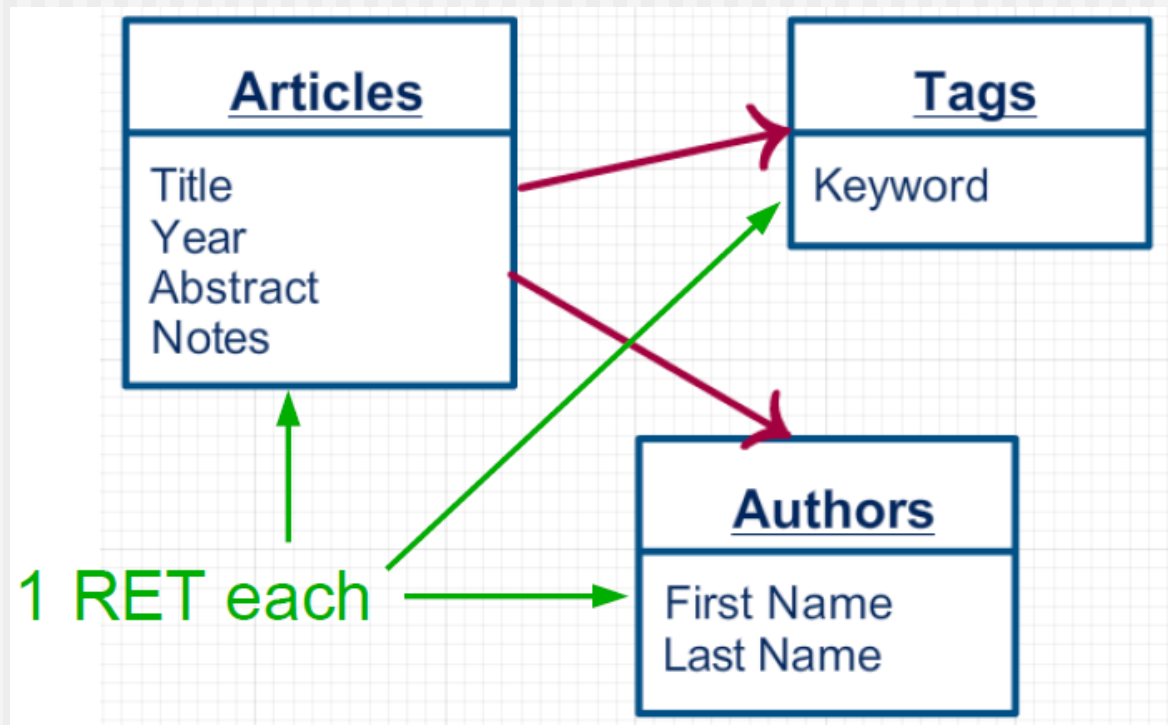 Articles
Title
Year
Abstract
Notes
Tags
Keyword
Authors
First Name
Last Name
1 RET each